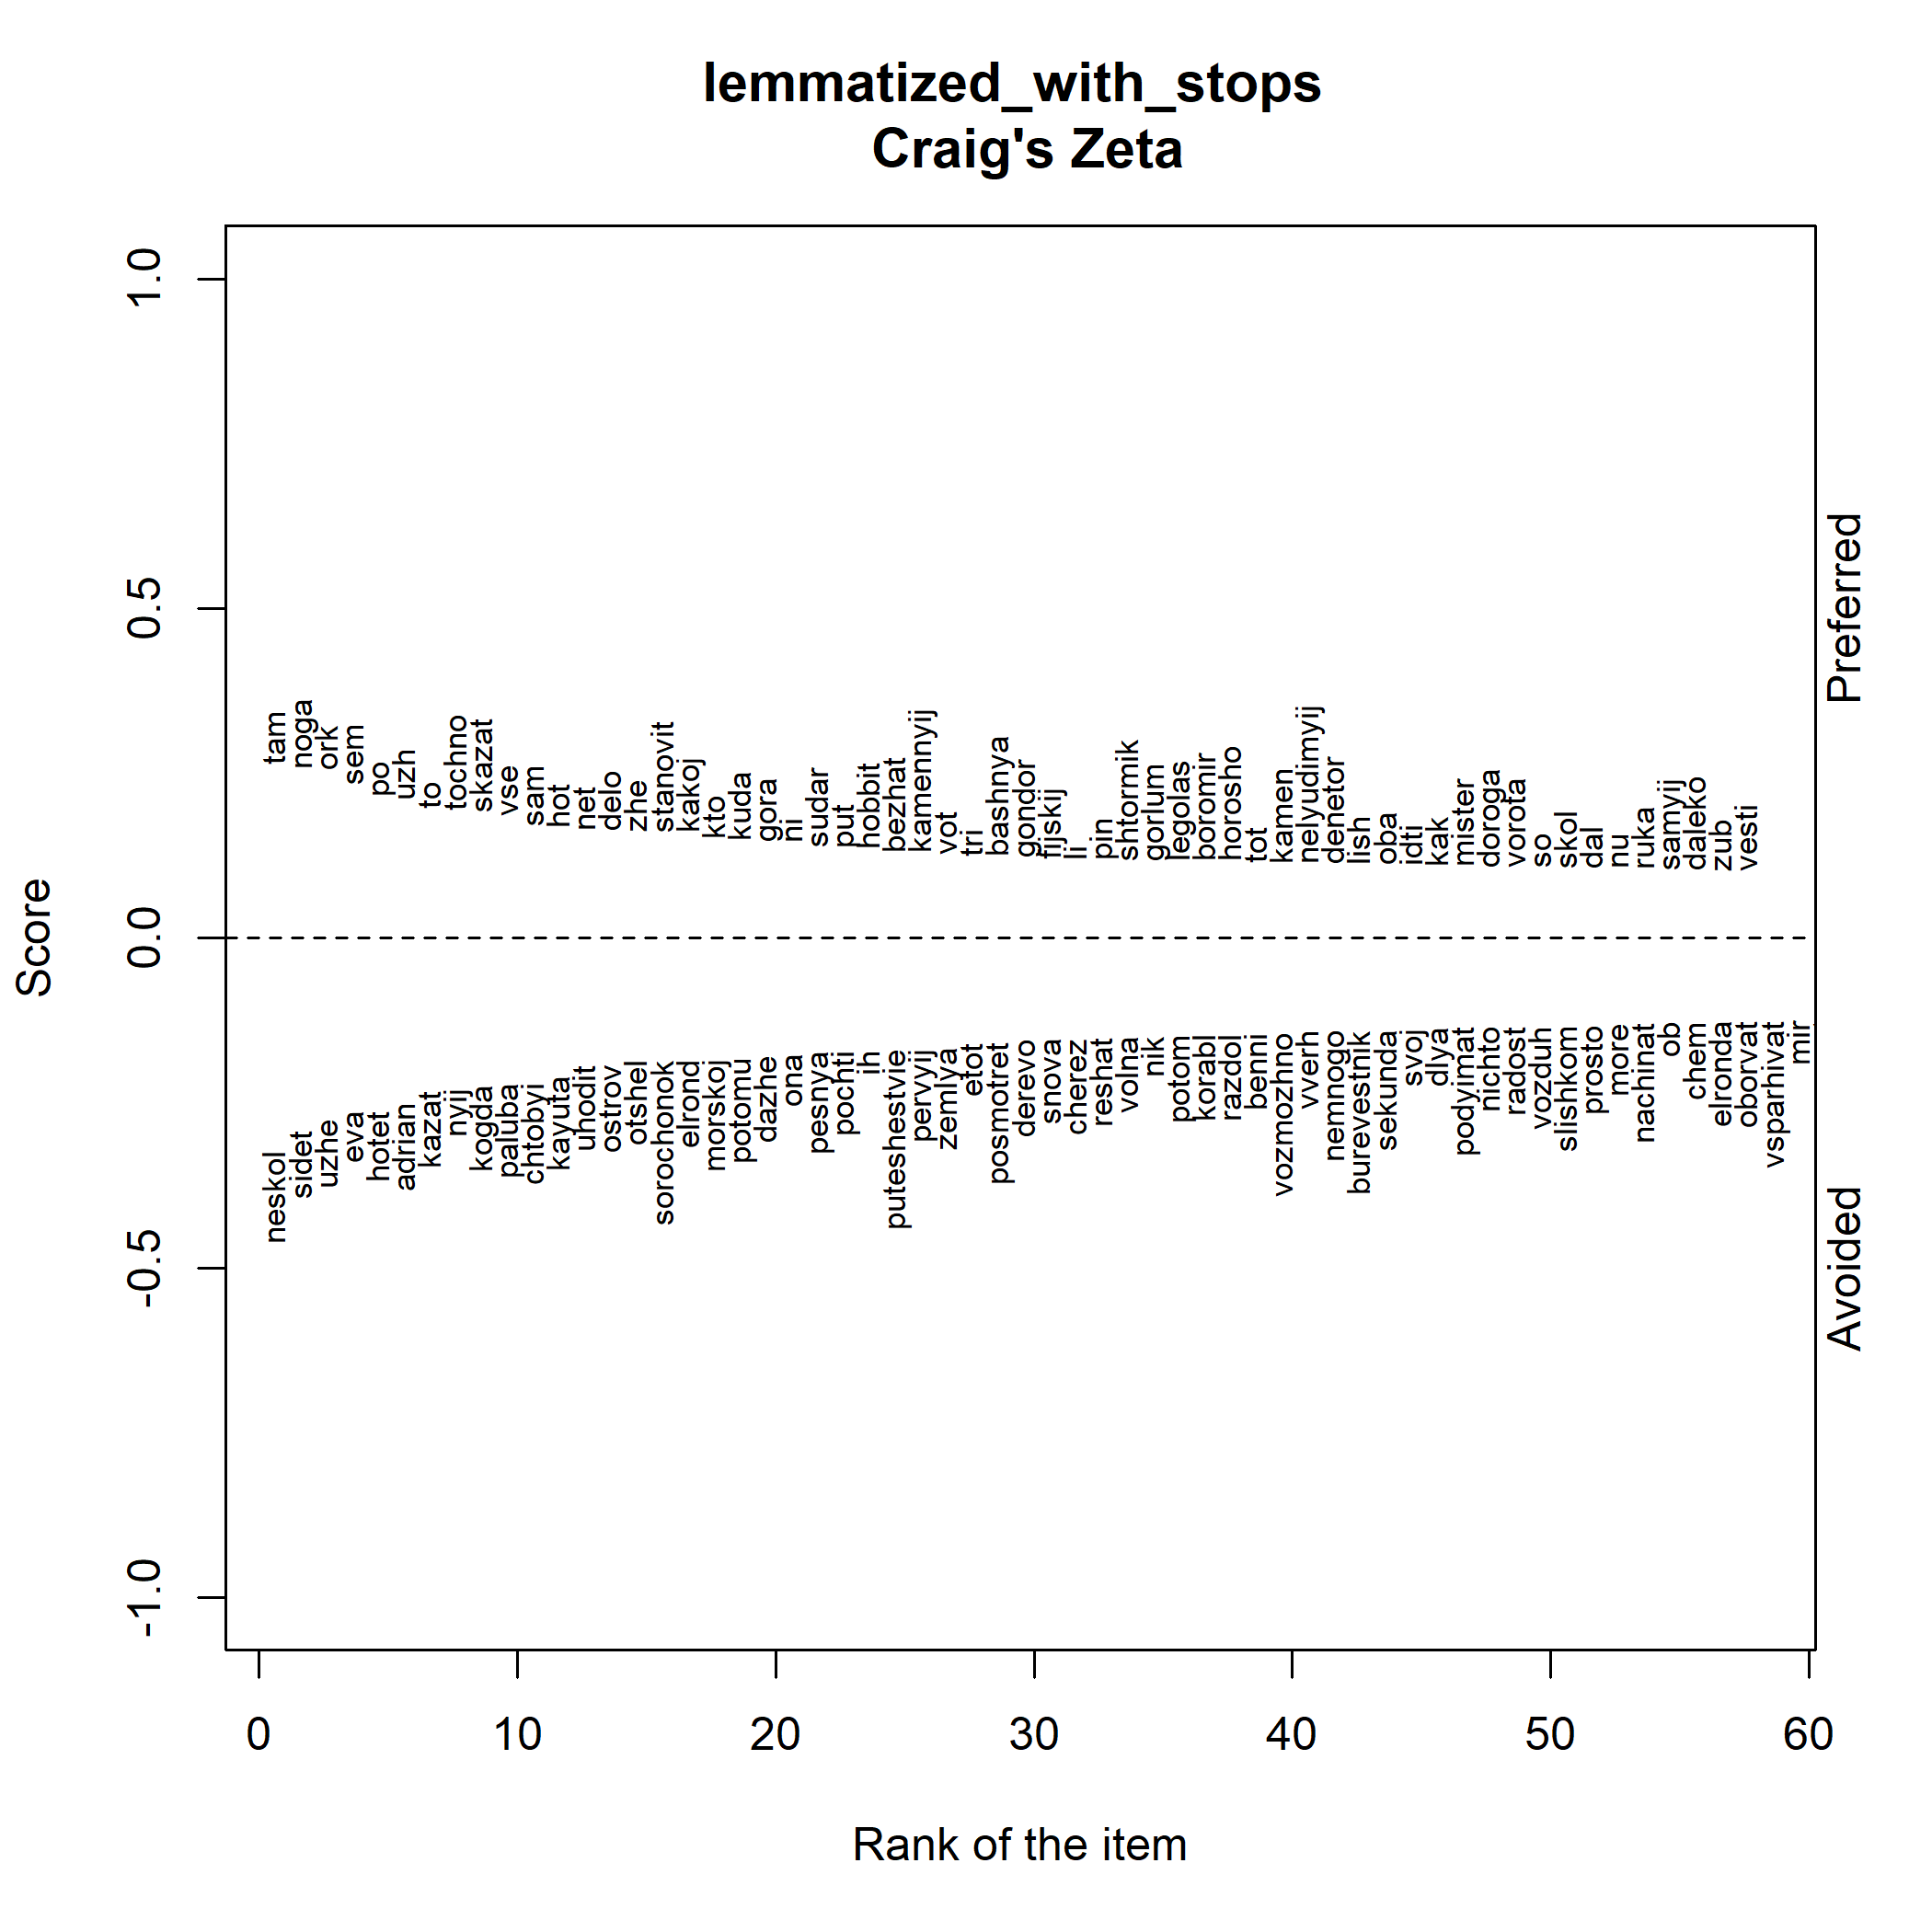 lemmatized_with_stops
Craig's Zeta
1.0
0.5
0.0
-0.5
-1.0
Score
Preferred
Avoided
tam
noga
ork
sem
po
uzh
to
tochno
skazat
vse
sam
hot
net
delo
zhe
stanovit
kakoj
kto
kuda
gora
ni
sudar
put
hobbit
bezhat
kamennyij
vot
tri
bashnya
gondor
fijskij
li
pin
shtormik
gorlum
legolas
boromir
horosho
tot
kamen
nelyudimyij
denetor
lish
oba
idti
kak
mister
doroga
vorota
so
skol
dal
nu
ruka
samyij
daleko
zub
vesti
neskol
sidet
uzhe
eva
hotet
adrian
kazat
nyij
kogda
paluba
chtobyi
kayuta
uhodit
ostrov
otshel
sorochonok
elrond
morskoj
potomu
dazhe
ona
pesnya
pochti
ih
puteshestvie
pervyij
zemlya
etot
posmotret
derevo
snova
cherez
reshat
volna
nik
potom
korabl
razdol
benni
vozmozhno
vverh
nemnogo
burevestnik
sekunda
svoj
dlya
podyimat
nichto
radost
vozduh
slishkom
prosto
more
nachinat
ob
chem
elronda
oborvat
vsparhivat
mir
0
10
20
30
40
50
60
Rank of the item